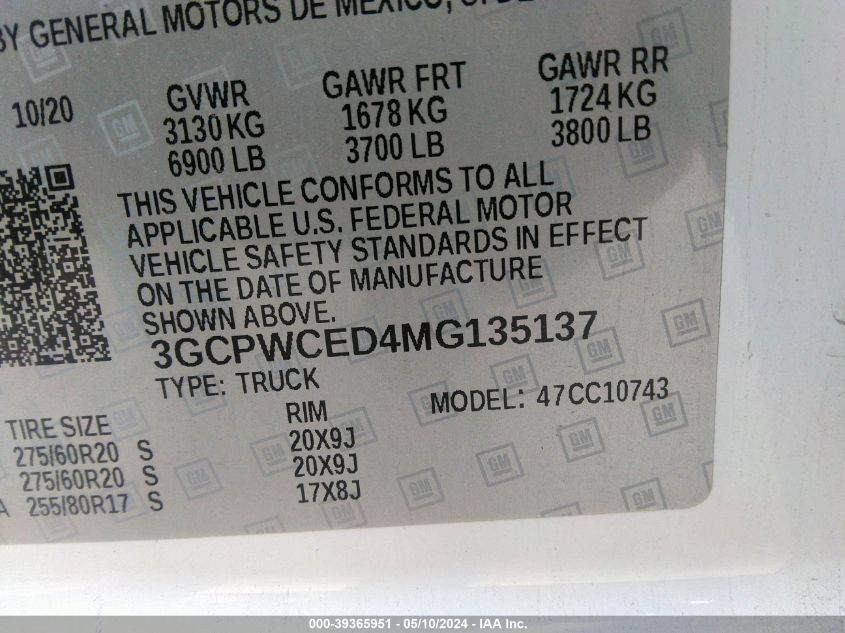 BY GENERAL MOTORS DE MEXICO,
10/20 GVWR GAWR FRT GAWR RR
3130 KG 1678 KG 1724 KG
6900 LB 3700 LB 3800 LB
THIS VEHICLE CONFORMS TO ALL
APPLICABLE U.S. FEDERAL MOTOR
VEHICLE SAFETY STANDARDS IN EFFECT
ON THE DATE OF MANUFACTURE
SHOWN ABOVE.
3GCPWCED4MG135137
TYPE: TRUCK MODEL: 47CC10743
TIRE SIZE RIM
275/60R20 S 20X9J
275/60R20 S 20X9J
255/80R17 S 17X8J
000-39365951 / 05/10/2024 - IAA Inc.